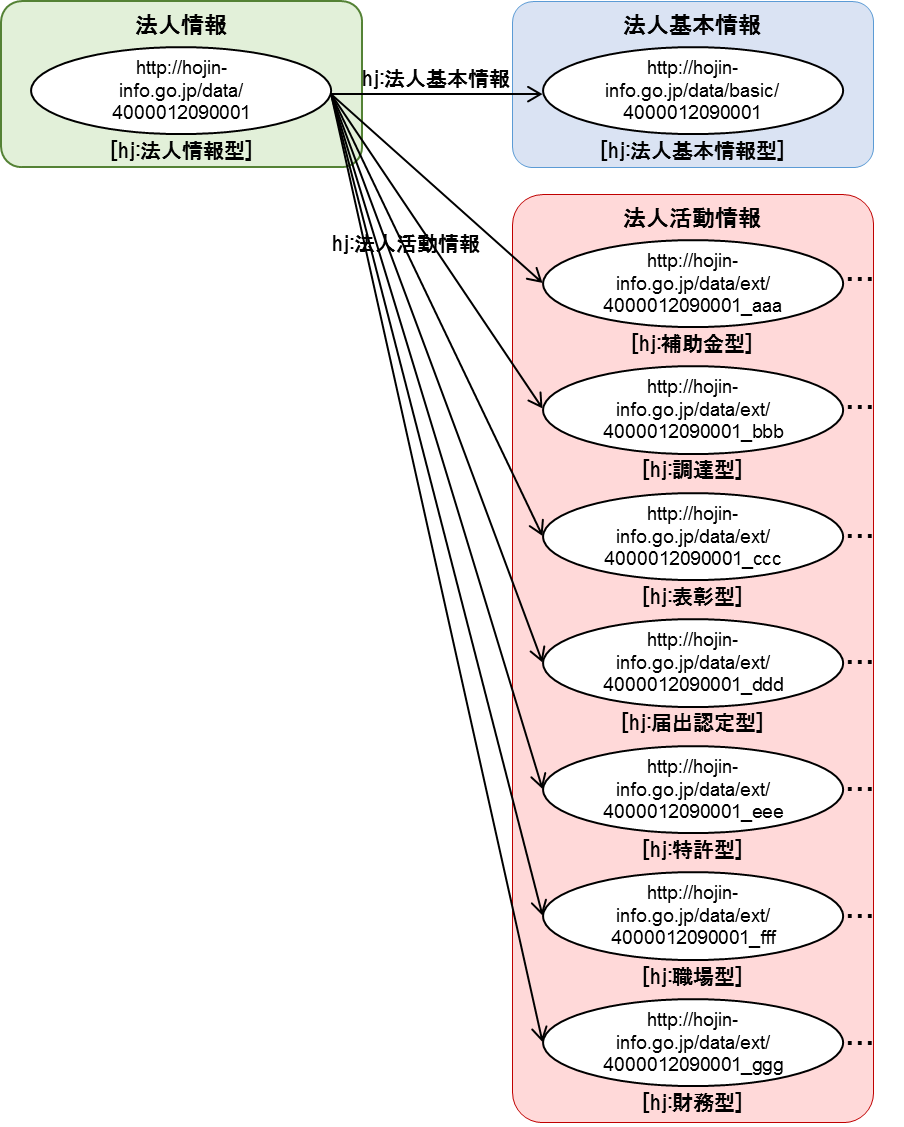 法人情報
http://hojin-
info.go.jp/data/
4000012090001
[hj:法人情報型]
hj:法人基本情報
法人基本情報
http://hojin-
info.go.jp/data/basic/
4000012090001
[hj:法人基本情報型]
hj:法人活動情報
法人活動情報
http://hojin-
info.go.jp/data/ext/
4000012090001_aaa
…
[hj:補助金型]
http://hojin-
info.go.jp/data/ext/
4000012090001_bbb
…
[hj:調達型]
http://hojin-
info.go.jp/data/ext/
4000012090001_ccc
…
[hj:表彰型]
http://hojin-
info.go.jp/data/ext/
4000012090001_ddd
…
[hj:届出認定型]
http://hojin-
info.go.jp/data/ext/
4000012090001_eee
…
[hj:特許型]
http://hojin-
info.go.jp/data/ext/
4000012090001_fff
…
[hj:職場型]
http://hojin-
info.go.jp/data/ext/
4000012090001_ggg
…
[hj:財務型]